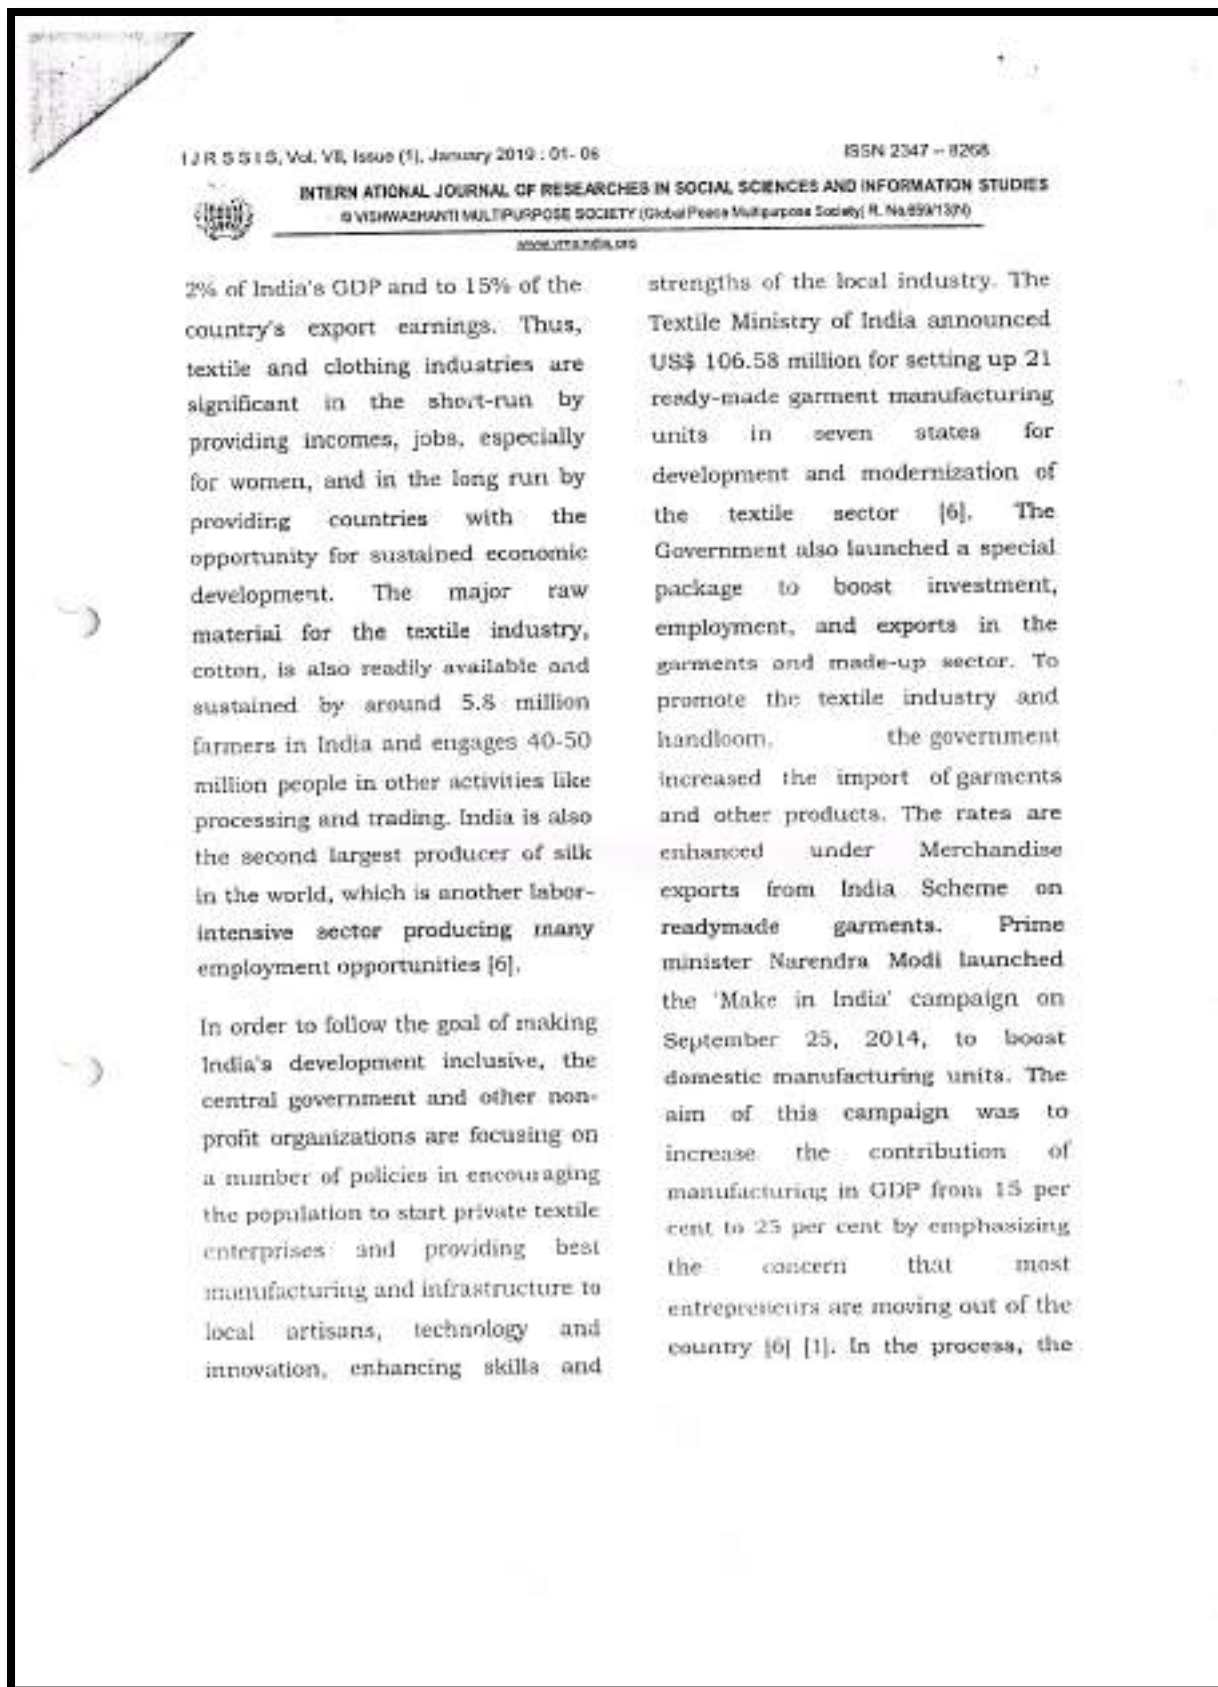 I J R S S I S, Vol. VII, Issue (1), January 2019 : 01- 06
ISSN 2347 – 8268
INTERN ATIONAL JOURNAL OF RESEARCHES IN SOCIAL SCIENCES AND INFORMATION STUDIES
© VISHWASHANTI MULTIPURPOSE SOCIETY (Global Peace Multipurpose Society) R. No.659/13(N)
www.vmsindia.org
2% of India's GDP and to 15% of the
country's export earnings. Thus,
textile and clothing industries are
significant in the short-run by
providing incomes, jobs, especially
for women, and in the long run by
providing countries with the
opportunity for sustained economic
development. The major raw
material for the textile industry,
cotton, is also readily available and
sustained by around 5.8 million
farmers in India and engages 40-50
million people in other activities like
processing and trading. India is also
the second largest producer of silk
in the world, which is another labor-
intensive sector producing many
employment opportunities [6].
In order to follow the goal of making
India's development inclusive, the
central government and other non-
profit organizations are focusing on
a number of policies in encouraging
the population to start private textile
enterprises and providing best
manufacturing and infrastructure to
local artisans, technology and
innovation, enhancing skills and
strengths of the local industry. The
Textile Ministry of India announced
US$ 106.58 million for setting up 21
ready-made garment manufacturing
units in seven states for
development and modernization of
the textile sector [6]. The
Government also launched a special
package to boost investment,
employment, and exports in the
garments and made-up sector. To
promote the textile industry and
handloom, the government
increased the import of garments
and other products. The rates are
enhanced under Merchandise
exports from India Scheme on
readymade garments. Prime
minister Narendra Modi launched
the 'Make in India' campaign on
September 25, 2014, to boost
domestic manufacturing units. The
aim of this campaign was to
increase the contribution of
manufacturing in GDP from 15 per
cent to 25 per cent by emphasizing
the concern that most
entrepreneurs are moving out of the
country [6] [1]. In the process, the